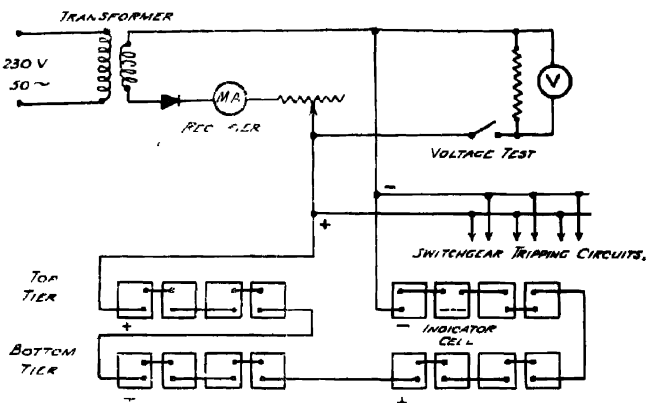 TRANSFORMER
230 V
50 ~
MA
V
VOLTAGE TEST
−
+
SWITCHGEAR TRIPPING CIRCUITS.
TOP
TIER
+
−
INDICATOR
CELL
BOTTOM
TIER
+